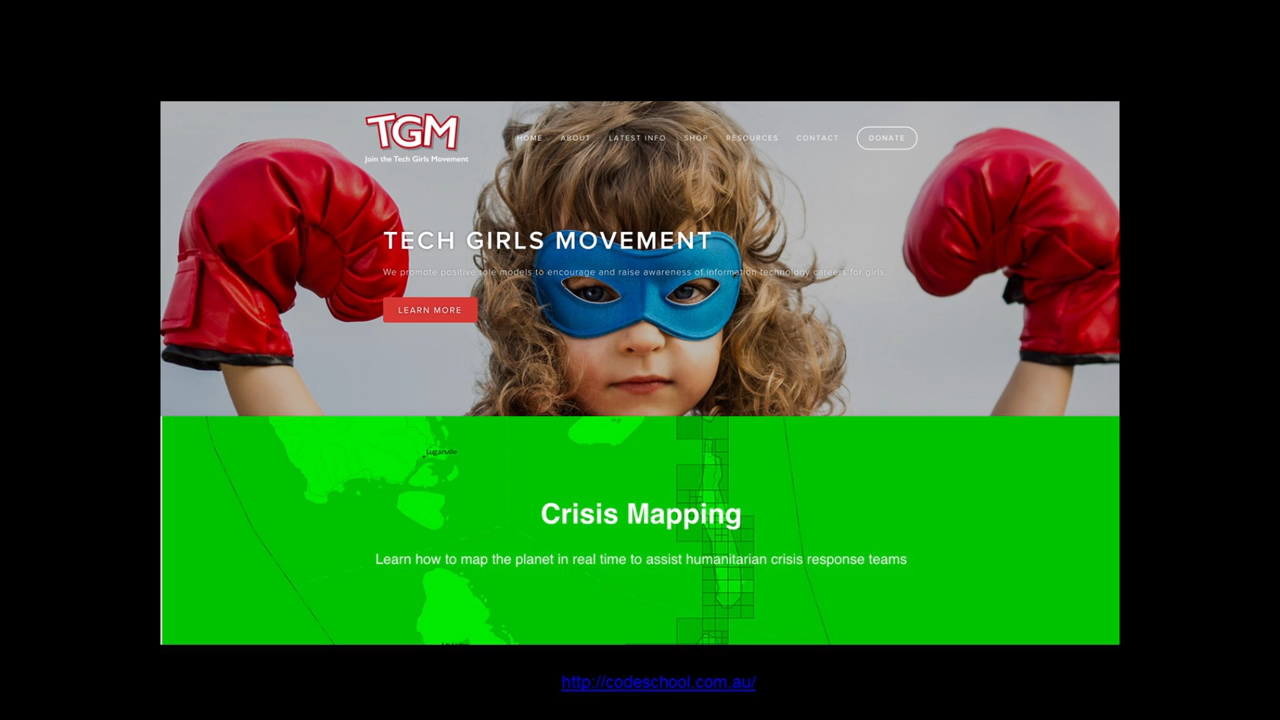 TGM
Join the Tech Girls Movement
HOME ABOUT LATEST INFO SHOP RESOURCES CONTACT DONATE
TECH GIRLS MOVEMENT
We promote positive role models to encourage and raise awareness of information technology careers for girls.
LEARN MORE
Luganville
Crisis Mapping
Learn how to map the planet in real time to assist humanitarian crisis response teams
http://codeschool.com.au/